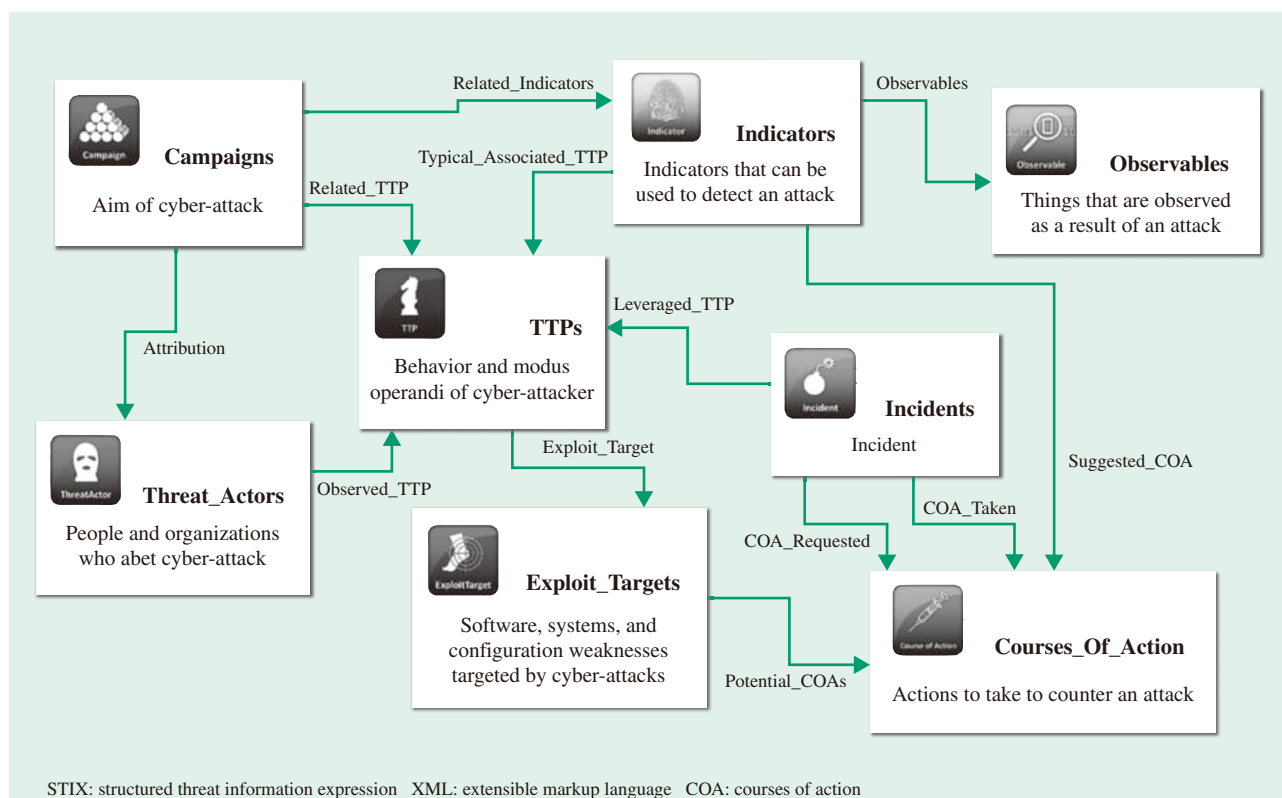 Related_Indicators
Observables
Campaign
Campaigns
Aim of cyber-attack
Indicator
Indicators
Indicators that can be
used to detect an attack
Observable
Observables
Things that are observed
as a result of an attack
Typical_Associated_TTP
Related_TTP
Attribution
TTP
TTPs
Behavior and modus
operandi of cyber-attacker
Leveraged_TTP
Incident
Incidents
Incident
ThreatActor
Threat_Actors
People and organizations
who abet cyber-attack
Observed_TTP
Exploit_Target
Suggested_COA
COA_Taken
COA_Requested
ExploitTarget
Exploit_Targets
Software, systems, and
configuration weaknesses
targeted by cyber-attacks
Potential_COAs
Course of Action
Courses_Of_Action
Actions to take to counter an attack
STIX: structured threat information expression XML: extensible markup language COA: courses of action